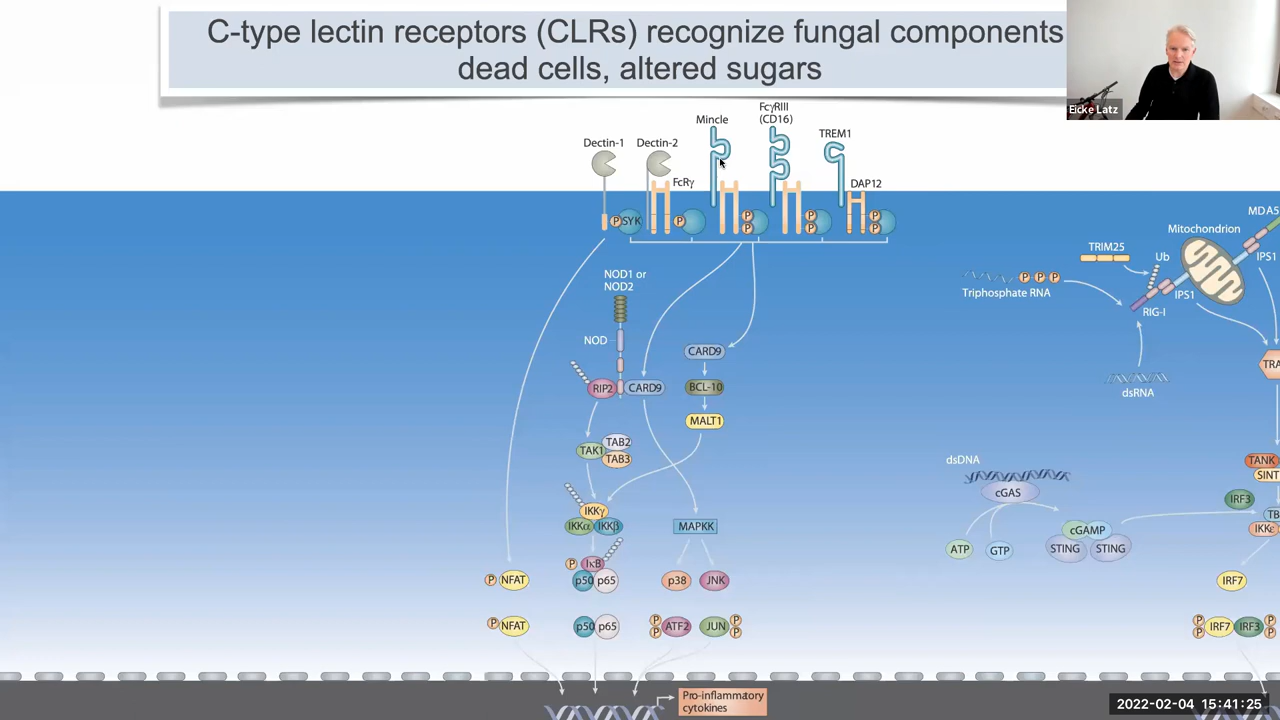 C-type lectin receptors (CLRs) recognize fungal components
dead cells, altered sugars
Eicke Latz
Dectin-1
Dectin-2
Mincle
FcγRIII
(CD16)
TREM1
FcRγ
DAP12
P SYK
P
P
P
P
P
P
P
NOD1 or
NOD2
NOD
RIP2
CARD9
CARD9
BCL-10
MALT1
TAK1
TAB2
TAB3
IKKγ
IKKα
IKKβ
MAPKK
P
IκB
p50
p65
P
NFAT
p38
JNK
P
NFAT
p50
p65
P
P
ATF2
JUN
P
P
Pro-inflammatory
cytokines
MDA5
Mitochondrion
IPS1
TRIM25
Ub
P P P
Triphosphate RNA
IPS1
RIG-I
TRA
dsRNA
dsDNA
cGAS
ATP
GTP
cGAMP
STING
STING
TANK
SINT
IRF3
TB
IKKε
IRF7
P
P
IRF7
IRF3
P
P
2022-02-04 15:41:25